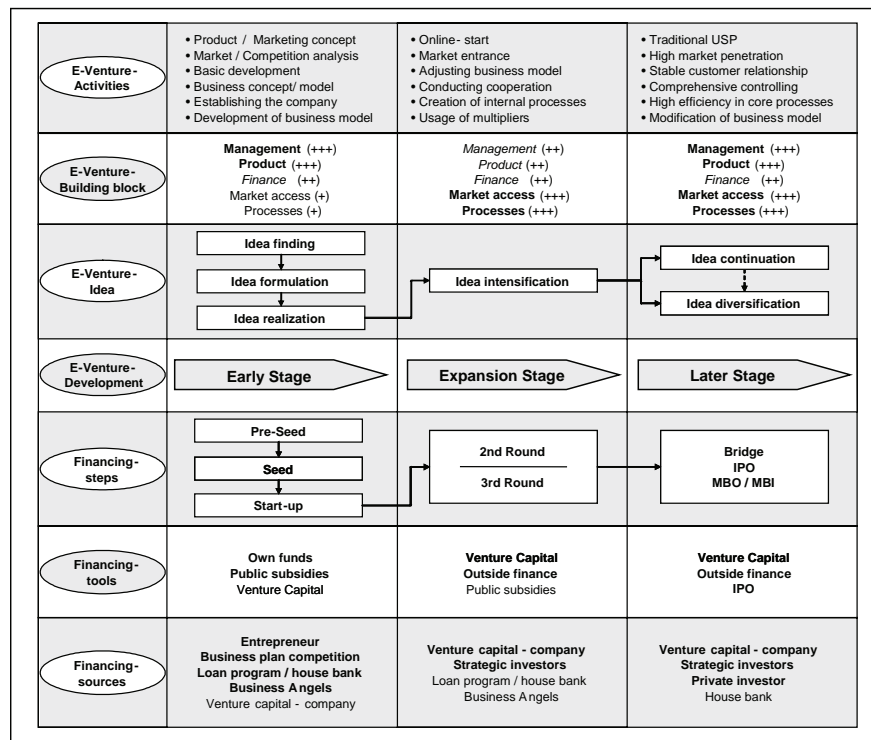 E-Venture-
Activities
• Product / Marketing concept
• Market / Competition analysis
• Basic development
• Business concept/ model
• Establishing the company
• Development of business model
• Online- start
• Market entrance
• Adjusting business model
• Conducting cooperation
• Creation of internal processes
• Usage of multipliers
• Traditional USP
• High market penetration
• Stable customer relationship
• Comprehensive controlling
• High efficiency in core processes
• Modification of business model
E-Venture-
Building block
Management (+++)
Product (+++)
Finance (++)
Market access (+)
Processes (+)
Management (++)
Product (++)
Finance (++)
Market access (+++)
Processes (+++)
Management (+++)
Product (+++)
Finance (++)
Market access (+++)
Processes (+++)
E-Venture-
Idea
Idea finding
Idea formulation
Idea realization
Idea intensification
Idea continuation
Idea diversification
E-Venture-
Development
Early Stage
Expansion Stage
Later Stage
Financing-
steps
Pre-Seed
Seed
Start-up
2nd Round
3rd Round
Bridge
IPO
MBO / MBI
Financing-
tools
Own funds
Public subsidies
Venture Capital
Venture Capital
Outside finance
Public subsidies
Venture Capital
Outside finance
IPO
Financing-
sources
Entrepreneur
Business plan competition
Loan program / house bank
Business Angels
Venture capital - company
Venture capital - company
Strategic investors
Loan program / house bank
Business Angels
Venture capital - company
Strategic investors
Private investor
House bank